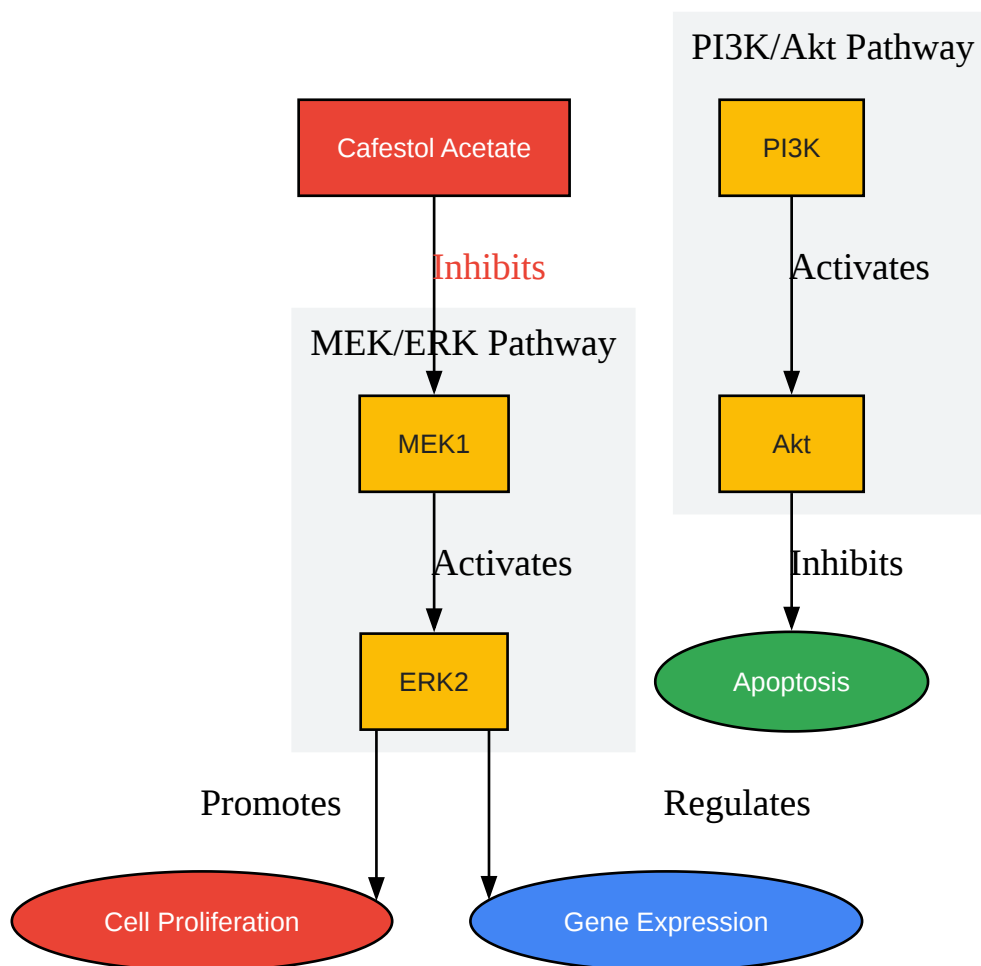 PI3K/Akt Pathway
Cafestol Acetate
PI3K
Inhibits
Activates
MEK/ERK Pathway
MEK1
Akt
Activates
Inhibits
ERK2
Apoptosis
Promotes
Regulates
Cell Proliferation
Gene Expression